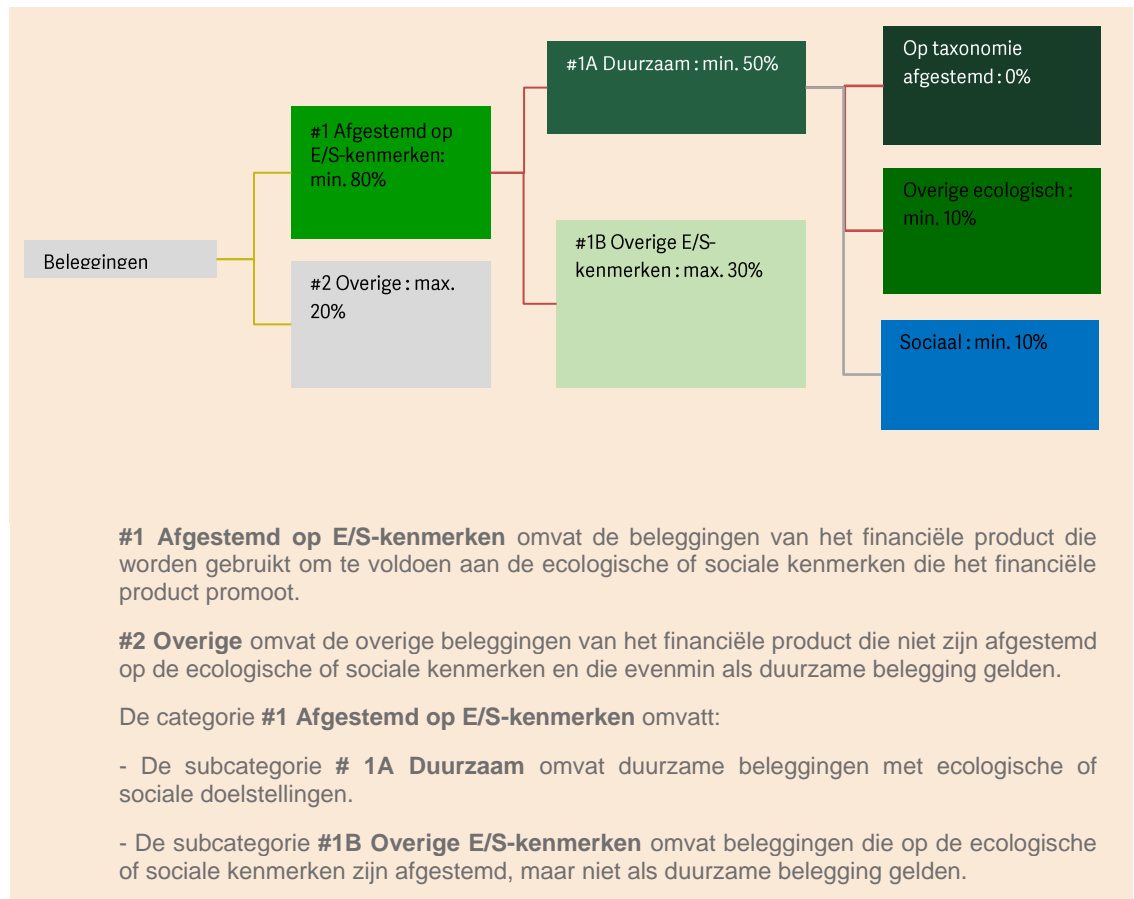 Beleggingen
#1 Afgestemd op
E/S-kenmerken:
min. 80%
#2 Overige : max.
20%
#1A Duurzaam : min. 50%
#1B Overige E/S-
kenmerken : max. 30%
Op taxonomie
afgestemd : 0%
Overige ecologisch :
min. 10%
Sociaal : min. 10%
#1 Afgestemd op E/S-kenmerken omvat de beleggingen van het financiële product die
worden gebruikt om te voldoen aan de ecologische of sociale kenmerken die het financiële
product promoot.
#2 Overige omvat de overige beleggingen van het financiële product die niet zijn afgestemd
op de ecologische of sociale kenmerken en die evenmin als duurzame belegging gelden.
De categorie #1 Afgestemd op E/S-kenmerken omvatt:
- De subcategorie # 1A Duurzaam omvat duurzame beleggingen met ecologische of
sociale doelstellingen.
- De subcategorie #1B Overige E/S-kenmerken omvat beleggingen die op de ecologische
of sociale kenmerken zijn afgestemd, maar niet als duurzame belegging gelden.